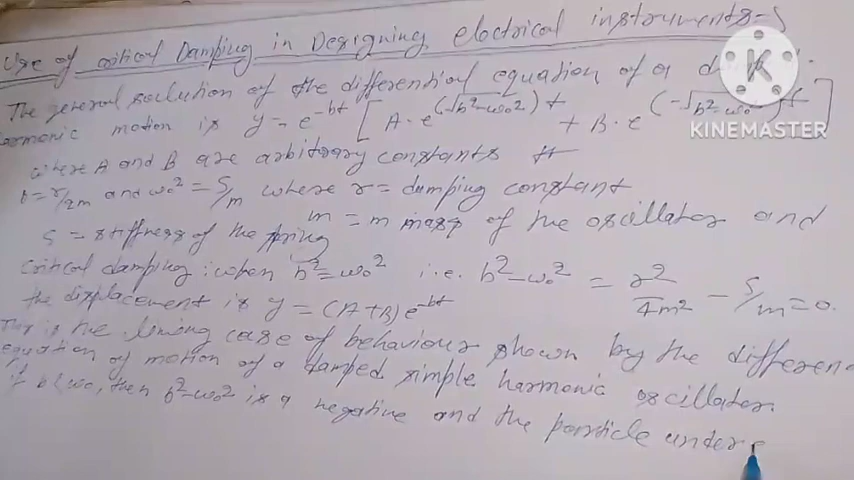 Use of critical Damping in Designing electrical instruments:-
The general solution of the differential equation of a
harmonic motion is y = e^-bt [ A·e^(√b²-ω₀²)t + B·e^(-√b²-ω₀²)t ]
where A and B are arbitrary constants
b = r/2m and ω₀² = S/m where r = damping constant
m = m mass of the oscillator and
S = stiffness of the spring
critical damping: when b² = ω₀² i.e. b² - ω₀² = r²/4m² - S/m = 0.
the displacement is y = (A+B)e^-bt
This is the liming case of behaviour shown by the differen
equation of motion of a damped simple harmonic oscillator.
if b < ω₀, then b² - ω₀² is a negative and the particle under
K
KINEMASTER